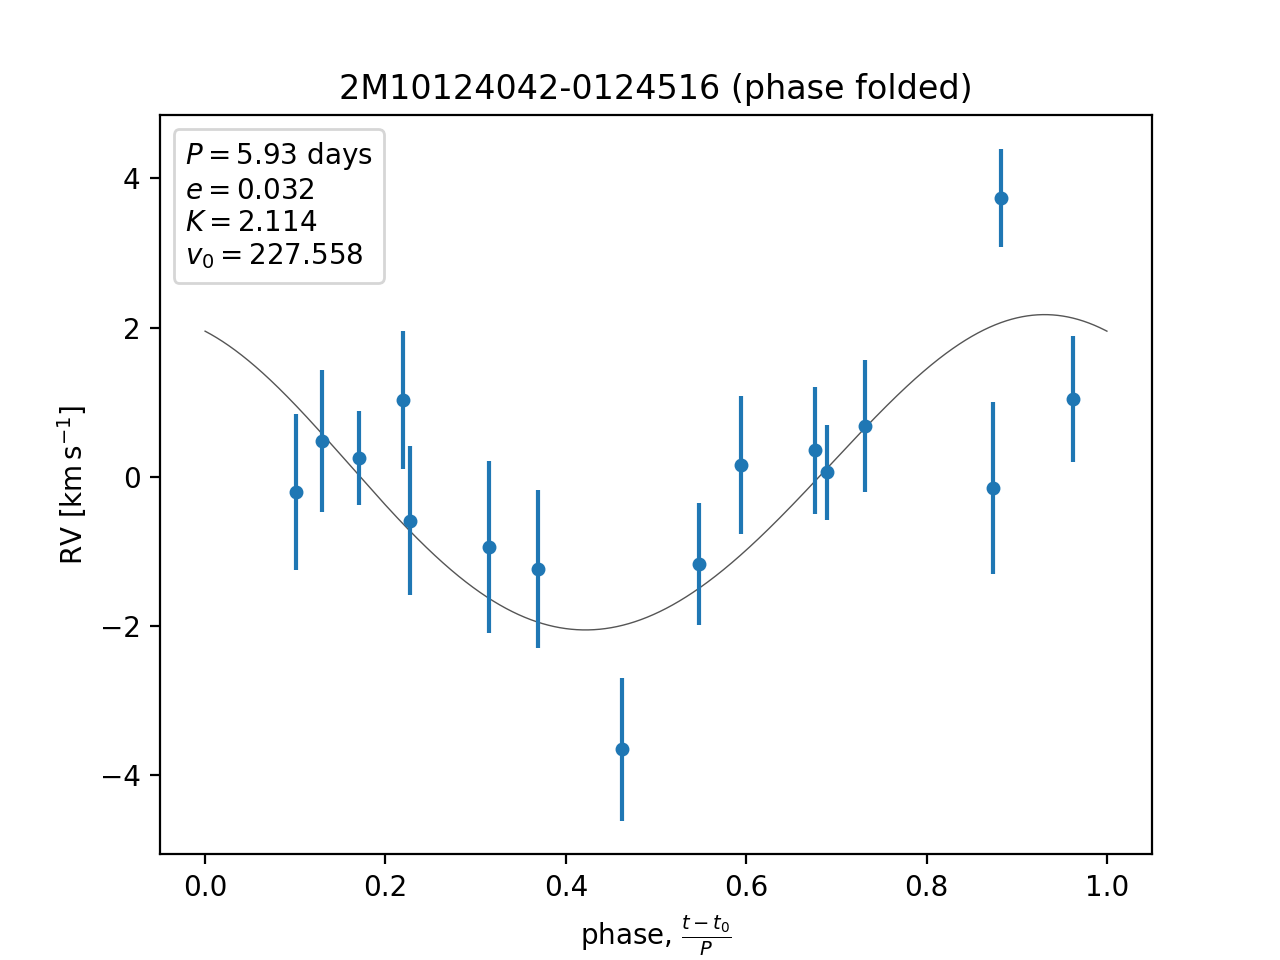 2M10124042-0124516 (phase folded)
P = 5.93 days
e = 0.032
K = 2.114
v₀ = 227.558
4
2
0
−2
−4
RV [km s⁻¹]
0.0 0.2 0.4 0.6 0.8 1.0
phase, (t − t₀)/P